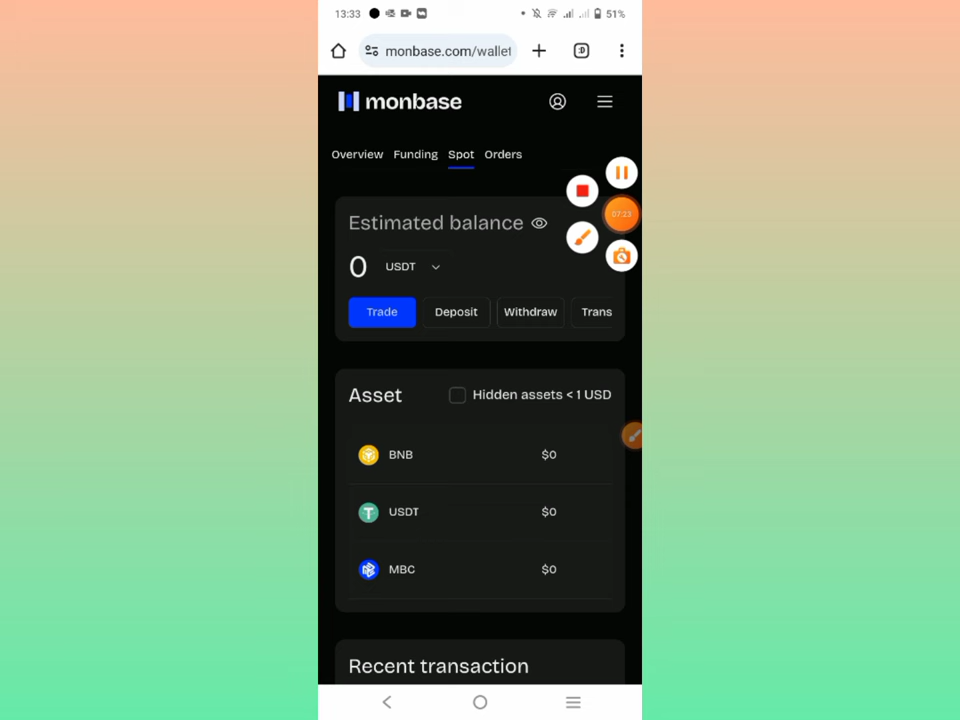 13:33
51%
monbase.com/wallet
:D
monbase
Overview Funding Spot Orders
07:23
Estimated balance
0 USDT
Trade Deposit Withdraw Trans
Asset Hidden assets < 1 USD
BNB $0
USDT $0
MBC $0
Recent transaction